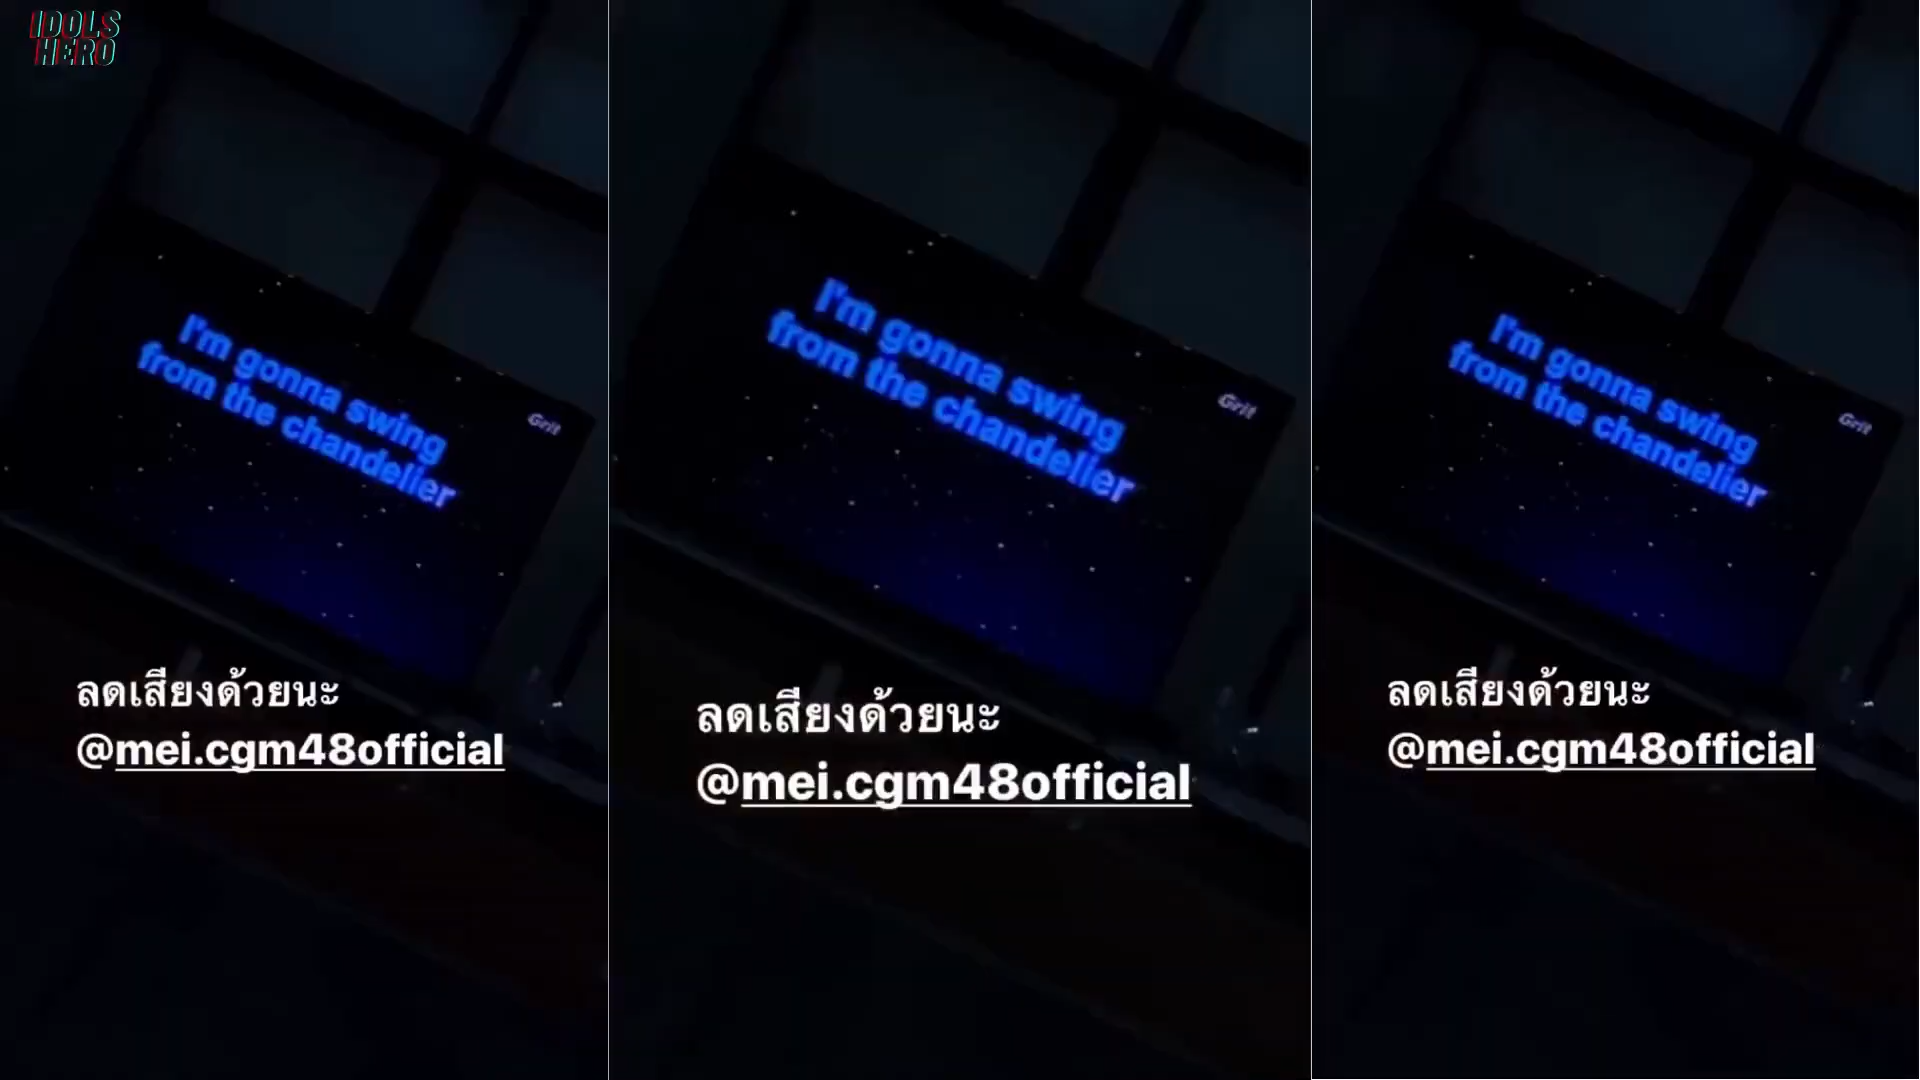 IDOLS
HERO
I'm gonna swing
from the chandelier
Grit
ลดเสียงด้วยนะ
@mei.cgm48official
I'm gonna swing
from the chandelier
Grit
ลดเสียงด้วยนะ
@mei.cgm48official
I'm gonna swing
from the chandelier
Grit
ลดเสียงด้วยนะ
@mei.cgm48official